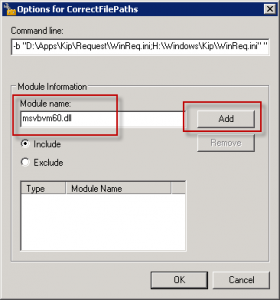 Options for CorrectFilePaths
Command line:
-b "D:\Apps\Kip\Request\WinReq.ini;H:\Windows\Kip\WinReq.ini" "
Module Information
Module name:
msvbvm60.dll
Add
Include
Remove
Exclude
Type Module Name
OK Cancel